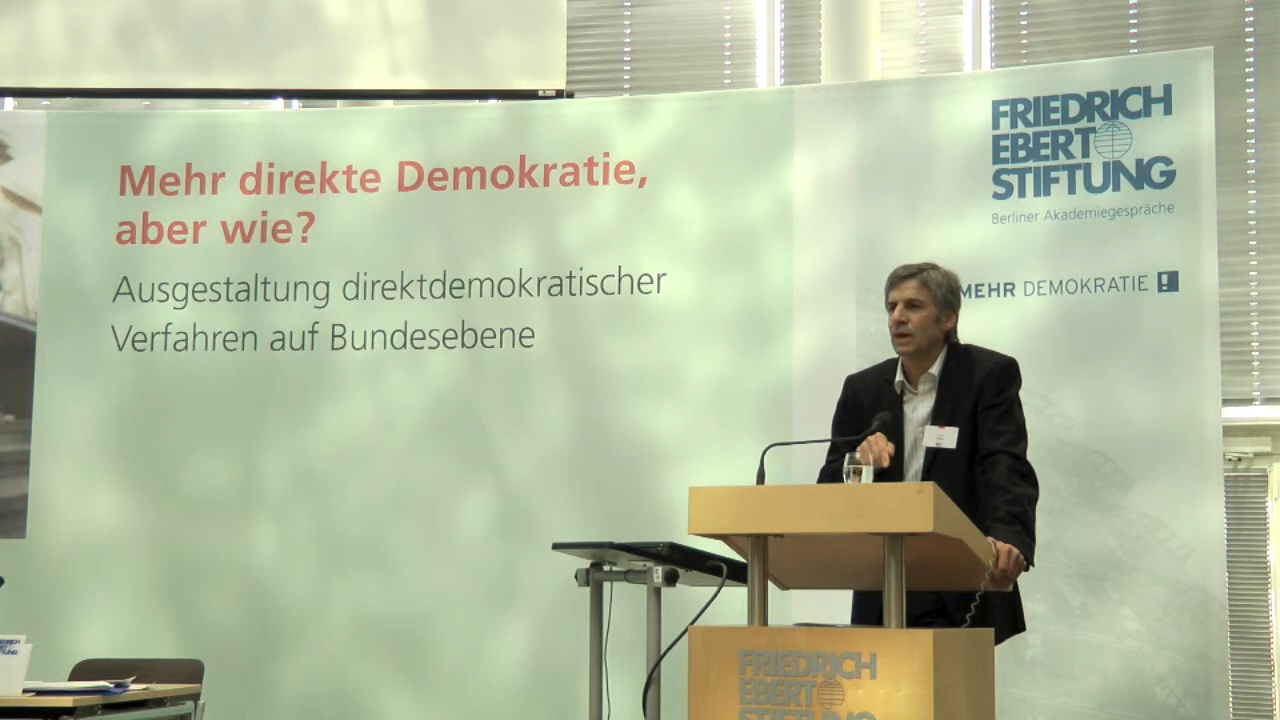 Mehr direkte Demokratie,
aber wie?
Ausgestaltung direktdemokratischer
Verfahren auf Bundesebene
FRIEDRICH
EBERT
STIFTUNG
Berliner Akademiegespräche
MEHR DEMOKRATIE !
FRIEDRICH
EBERT
STIFTUNG